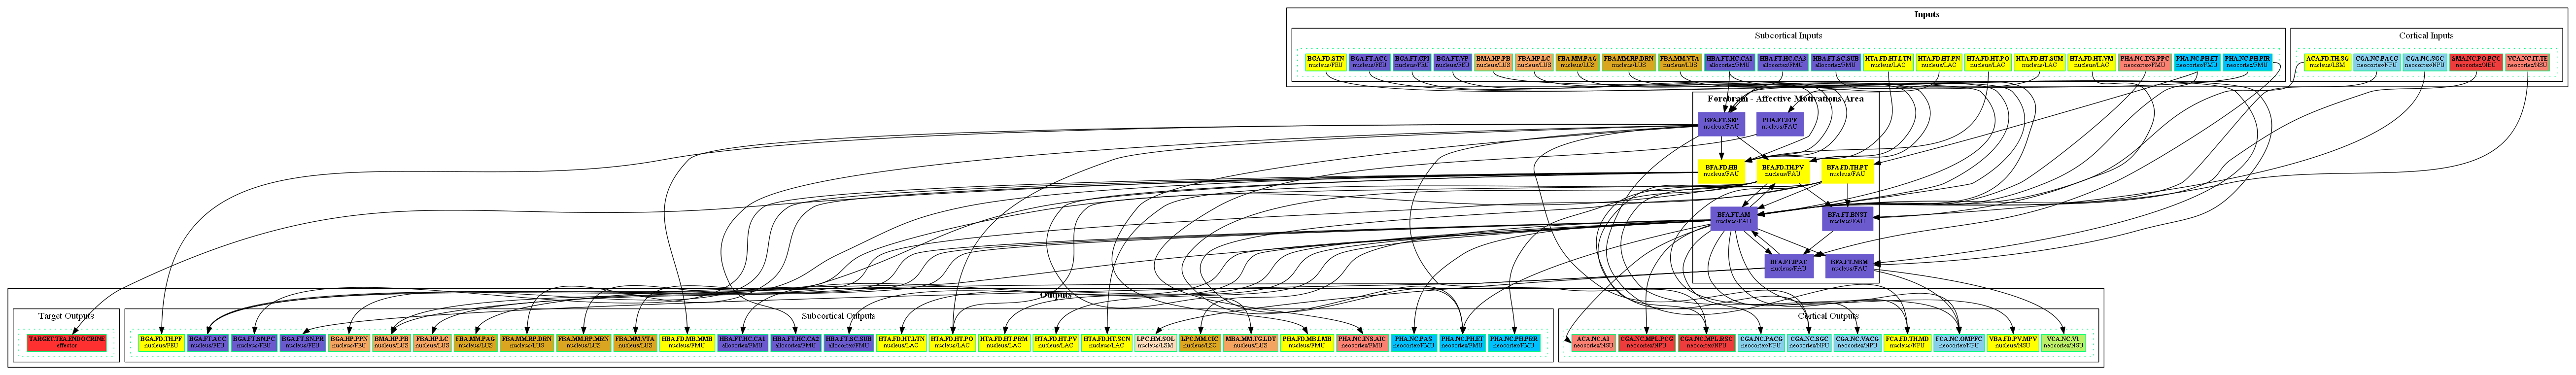 Inputs
Subcortical Inputs
Cortical Inputs
BGA.FD.STN
nucleus/FEU
BGA.FT.ACC
nucleus/FEU
BGA.FT.GPI
nucleus/FEU
BGA.FT.VP
nucleus/FEU
BMA.HP.PB
nucleus/LUS
FBA.HP.LC
nucleus/LUS
FBA.MM.PAG
nucleus/LUS
FBA.MM.RP.DRN
nucleus/LUS
FBA.MM.VTA
nucleus/LUS
HBA.FT.HC.CA1
allocortex/FMU
HBA.FT.HC.CA3
allocortex/FMU
HBA.FT.SC.SUB
allocortex/FMU
HTA.FD.HT.LTN
nucleus/LAC
HTA.FD.HT.PN
nucleus/LAC
HTA.FD.HT.PO
nucleus/LAC
HTA.FD.HT.SUM
nucleus/LAC
HTA.FD.HT.VM
nucleus/LAC
PHA.NC.INS.PPC
neocortex/FMU
PHA.NC.PH.ET
neocortex/FMU
PHA.NC.PH.PIR
neocortex/FMU
ACA.FD.TH.SG
nucleus/LSM
CGA.NC.PACG
neocortex/NPU
CGA.NC.SGC
neocortex/NPU
NMA.NC.PO.PCC
neocortex/NBU
VCA.NC.IT.TE
neocortex/NSU
Forebrain - Affective Motivations Area
BFA.FT.SEP
nucleus/FAU
PHA.FT.EPF
nucleus/FAU
BFA.FD.HB
nucleus/FAU
BFA.FD.TH.PV
nucleus/FAU
BFA.FD.TH.PT
nucleus/FAU
BFA.FT.AM
nucleus/FAU
BFA.FT.BNST
nucleus/FAU
BFA.FT.IPAC
nucleus/FAU
BFA.FT.NBM
nucleus/FAU
Outputs
Target Outputs
Subcortical Outputs
Cortical Outputs
TARGET.TEA.ENDOCRINE
effector
BGA.FD.TH.PF
nucleus/FEU
BGA.FT.ACC
nucleus/FEU
BGA.FT.SN.PC
nucleus/FEU
BGA.FT.SN.PR
nucleus/FEU
BGA.HP.PPN
nucleus/FEU
BMA.HP.PB
nucleus/LUS
FBA.HP.LC
nucleus/LUS
FBA.MM.PAG
nucleus/LUS
FBA.MM.RP.DRN
nucleus/LUS
FBA.MM.RP.MRN
nucleus/LUS
FBA.MM.VTA
nucleus/LUS
HBA.FD.MB.MMB
nucleus/FMU
HBA.FT.HC.CA1
allocortex/FMU
HBA.FT.HC.CA2
allocortex/FMU
HBA.FT.SC.SUB
allocortex/FMU
HTA.FD.HT.LTN
nucleus/LAC
HTA.FD.HT.PO
nucleus/LAC
HTA.FD.HT.PRM
nucleus/LAC
HTA.FD.HT.PV
nucleus/LAC
HTA.FD.HT.SCN
nucleus/LAC
LPC.HM.SOL
nucleus/LSM
LPC.MM.CIC
nucleus/LSC
MBA.MM.TG.LDT
nucleus/LUS
PHA.FD.MB.LMB
nucleus/FMU
PHA.NC.INS.AIC
neocortex/FMU
PHA.NC.PAS
neocortex/FMU
PHA.NC.PH.ET
neocortex/FMU
PHA.NC.PH.PRR
neocortex/FMU
ACA.NC.A1
neocortex/NSU
CGA.NC.MPL.PCG
neocortex/NPU
CGA.NC.MPL.RSC
neocortex/NPU
CGA.NC.PACG
neocortex/NPU
CGA.NC.SGC
neocortex/NPU
CGA.NC.VACG
neocortex/NPU
FCA.FD.TH.MD
nucleus/NPU
FCA.NC.OMPFC
neocortex/NPU
VBA.FD.PV.MPV
nucleus/NSU
VCA.NC.V1
neocortex/NSU